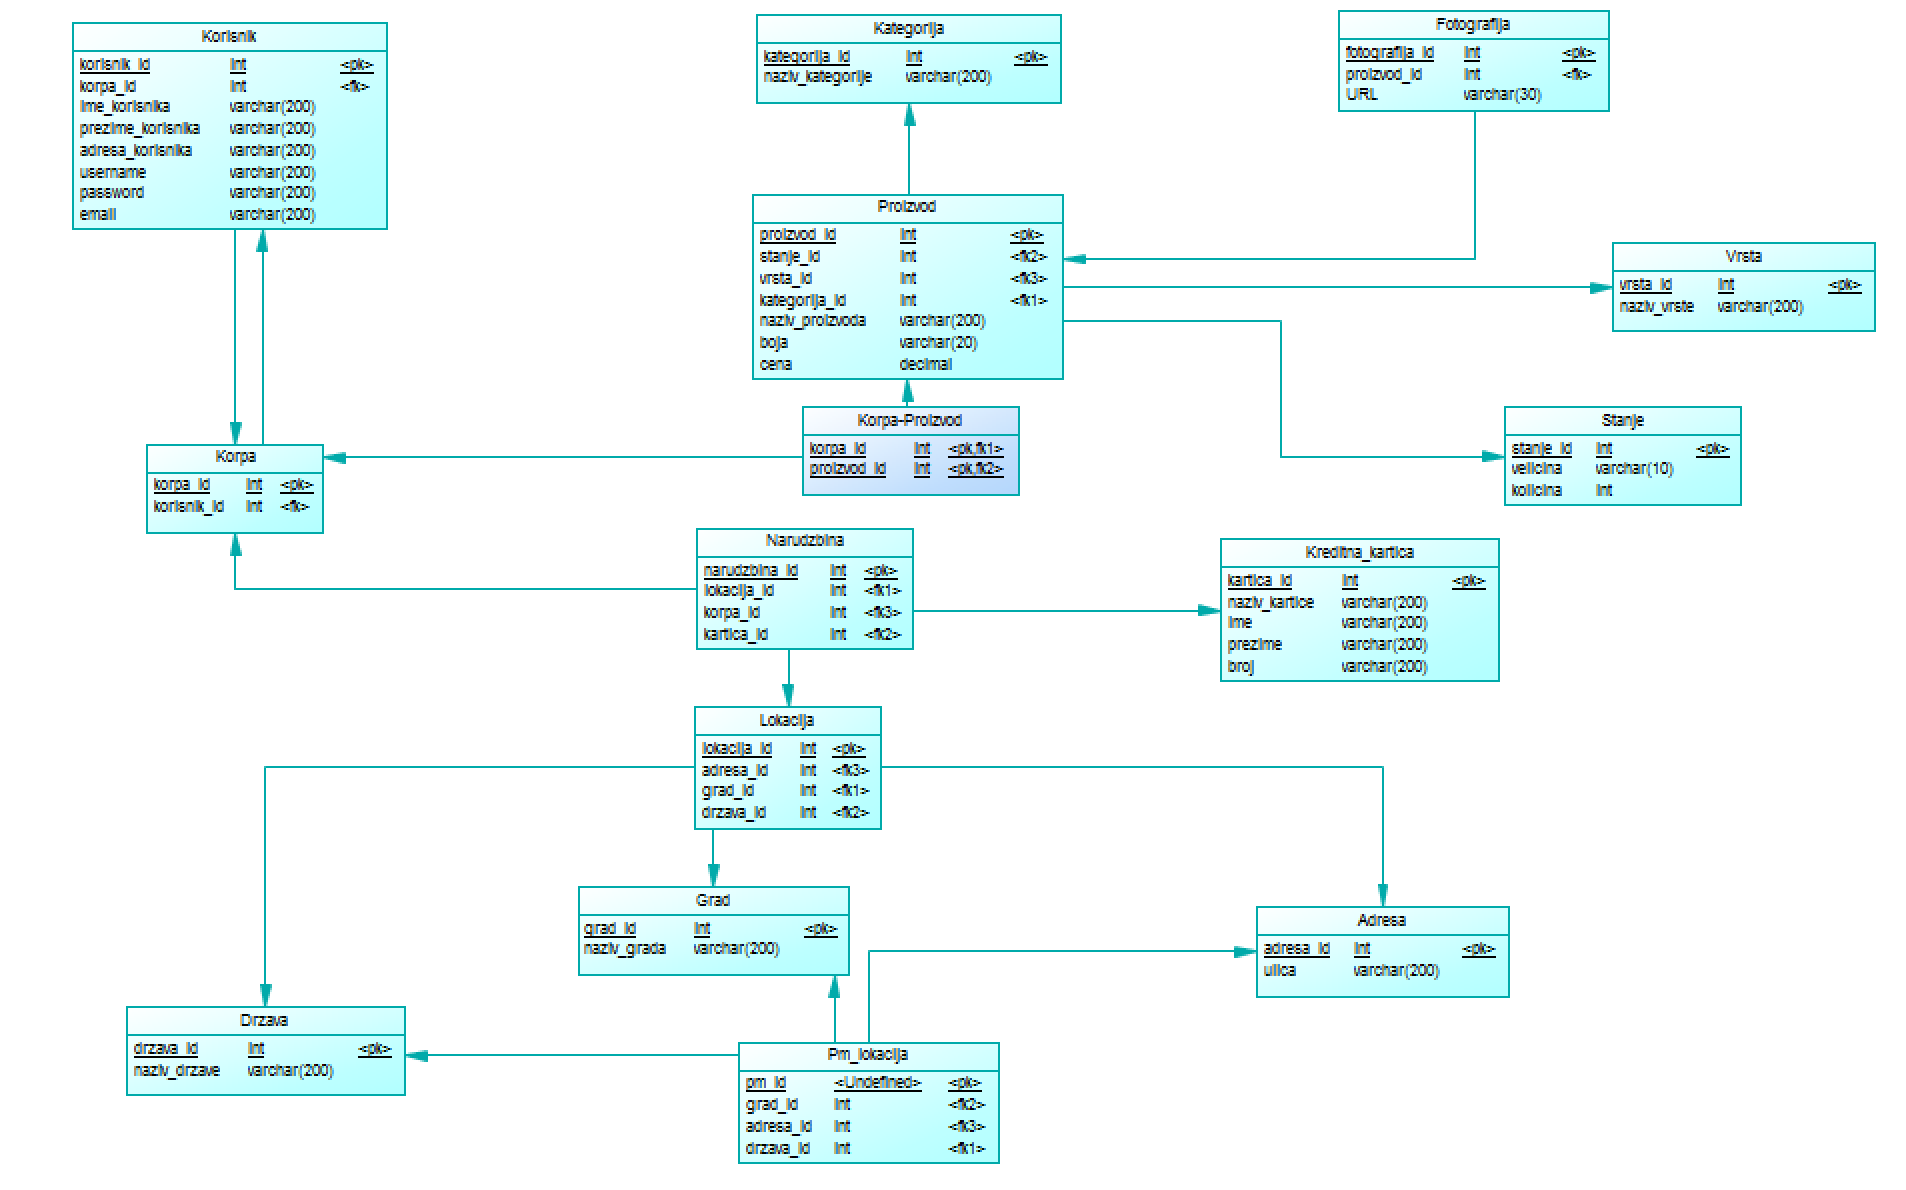 Korisnik
korisnik_id int <pk>
korpa_id int <fk>
ime_korisnika varchar(200)
prezime_korisnika varchar(200)
adresa_korisnika varchar(200)
username varchar(200)
password varchar(200)
email varchar(200)
Kategorija
kategorija_id int <pk>
naziv_kategorije varchar(200)
Fotografija
fotografija_id int <pk>
proizvod_id int <fk>
URL varchar(30)
Proizvod
proizvod_id int <pk>
stanje_id int <fk2>
vrsta_id int <fk3>
kategorija_id int <fk1>
naziv_proizvoda varchar(200)
boja varchar(20)
cena decimal
Vrsta
vrsta_id int <pk>
naziv_vrste varchar(200)
Korpa-Proizvod
korpa_id int <pk,fk1>
proizvod_id int <pk,fk2>
Stanje
stanje_id int <pk>
velicina varchar(10)
kolicina int
Korpa
korpa_id int <pk>
korisnik_id int <fk>
Narudzbina
narudzbina_id int <pk>
lokacija_id int <fk1>
korpa_id int <fk3>
kartica_id int <fk2>
Kreditna_kartica
kartica_id int <pk>
naziv_kartice varchar(200)
ime varchar(200)
prezime varchar(200)
broj varchar(200)
Lokacija
lokacija_id int <pk>
adresa_id int <fk3>
grad_id int <fk1>
drzava_id int <fk2>
Grad
grad_id int <pk>
naziv_grada varchar(200)
Adresa
adresa_id int <pk>
ulica varchar(200)
Drzava
drzava_id int <pk>
naziv_drzave varchar(200)
Pm_lokacija
pm_id <Undefined> <pk>
grad_id int <fk2>
adresa_id int <fk3>
drzava_id int <fk1>